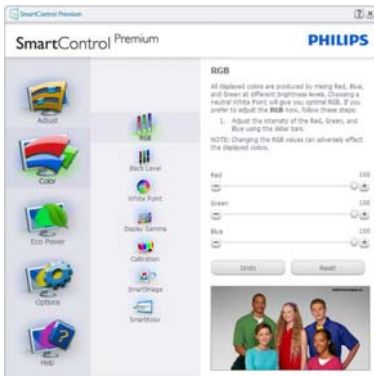 SmartControl Premium
SmartControl Premium
PHILIPS
Adjust
Color
Eco Power
Options
Help
RGB
Black Level
White Point
Display Gamma
Calibration
SmartImage
SmartKolor
RGB
All displayed colors are produced by mixing Red, Blue,
and Green at different brightness levels. Choosing a
neutral White Point will give you optimal RGB. If you
prefer to adjust the RGB now, follow these steps:
1. Adjust the intensity of the Red, Green, and
Blue using the slider bars.
NOTE: Changing the RGB values can adversely affect
the displayed colors.
Red 100
Green 100
Blue 100
Undo
Reset